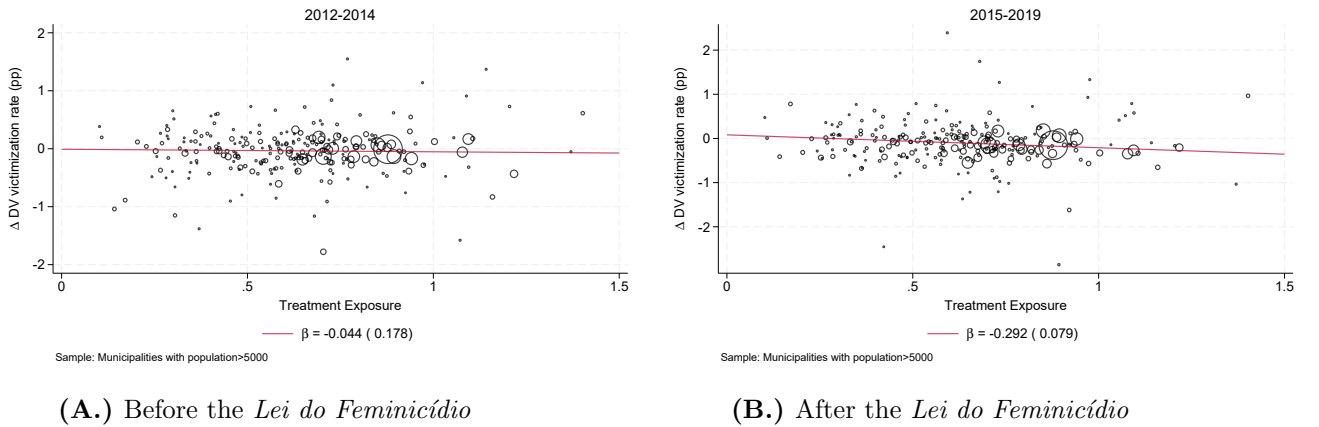 2012-2014
2
1
0
-1
-2
Δ DV victimization rate (pp)
0 .5 1 1.5
Treatment Exposure
β = -0.044 ( 0.178)
Sample: Municipalities with population>5000
(A.) Before the Lei do Feminicídio
2015-2019
2
1
0
-1
-2
Δ DV victimization rate (pp)
0 .5 1 1.5
Treatment Exposure
β = -0.292 ( 0.079)
Sample: Municipalities with population>5000
(B.) After the Lei do Feminicídio